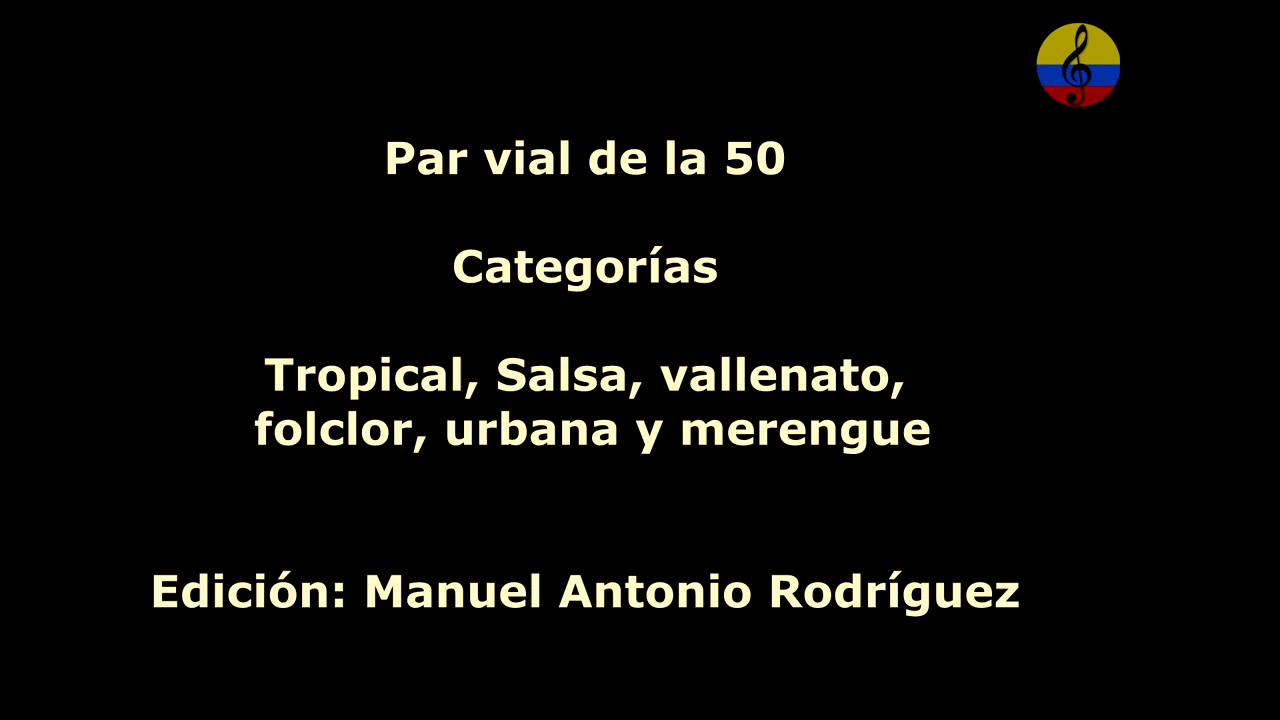 Par vial de la 50
Categorías
Tropical, Salsa, vallenato,
folclor, urbana y merengue
Edición: Manuel Antonio Rodríguez